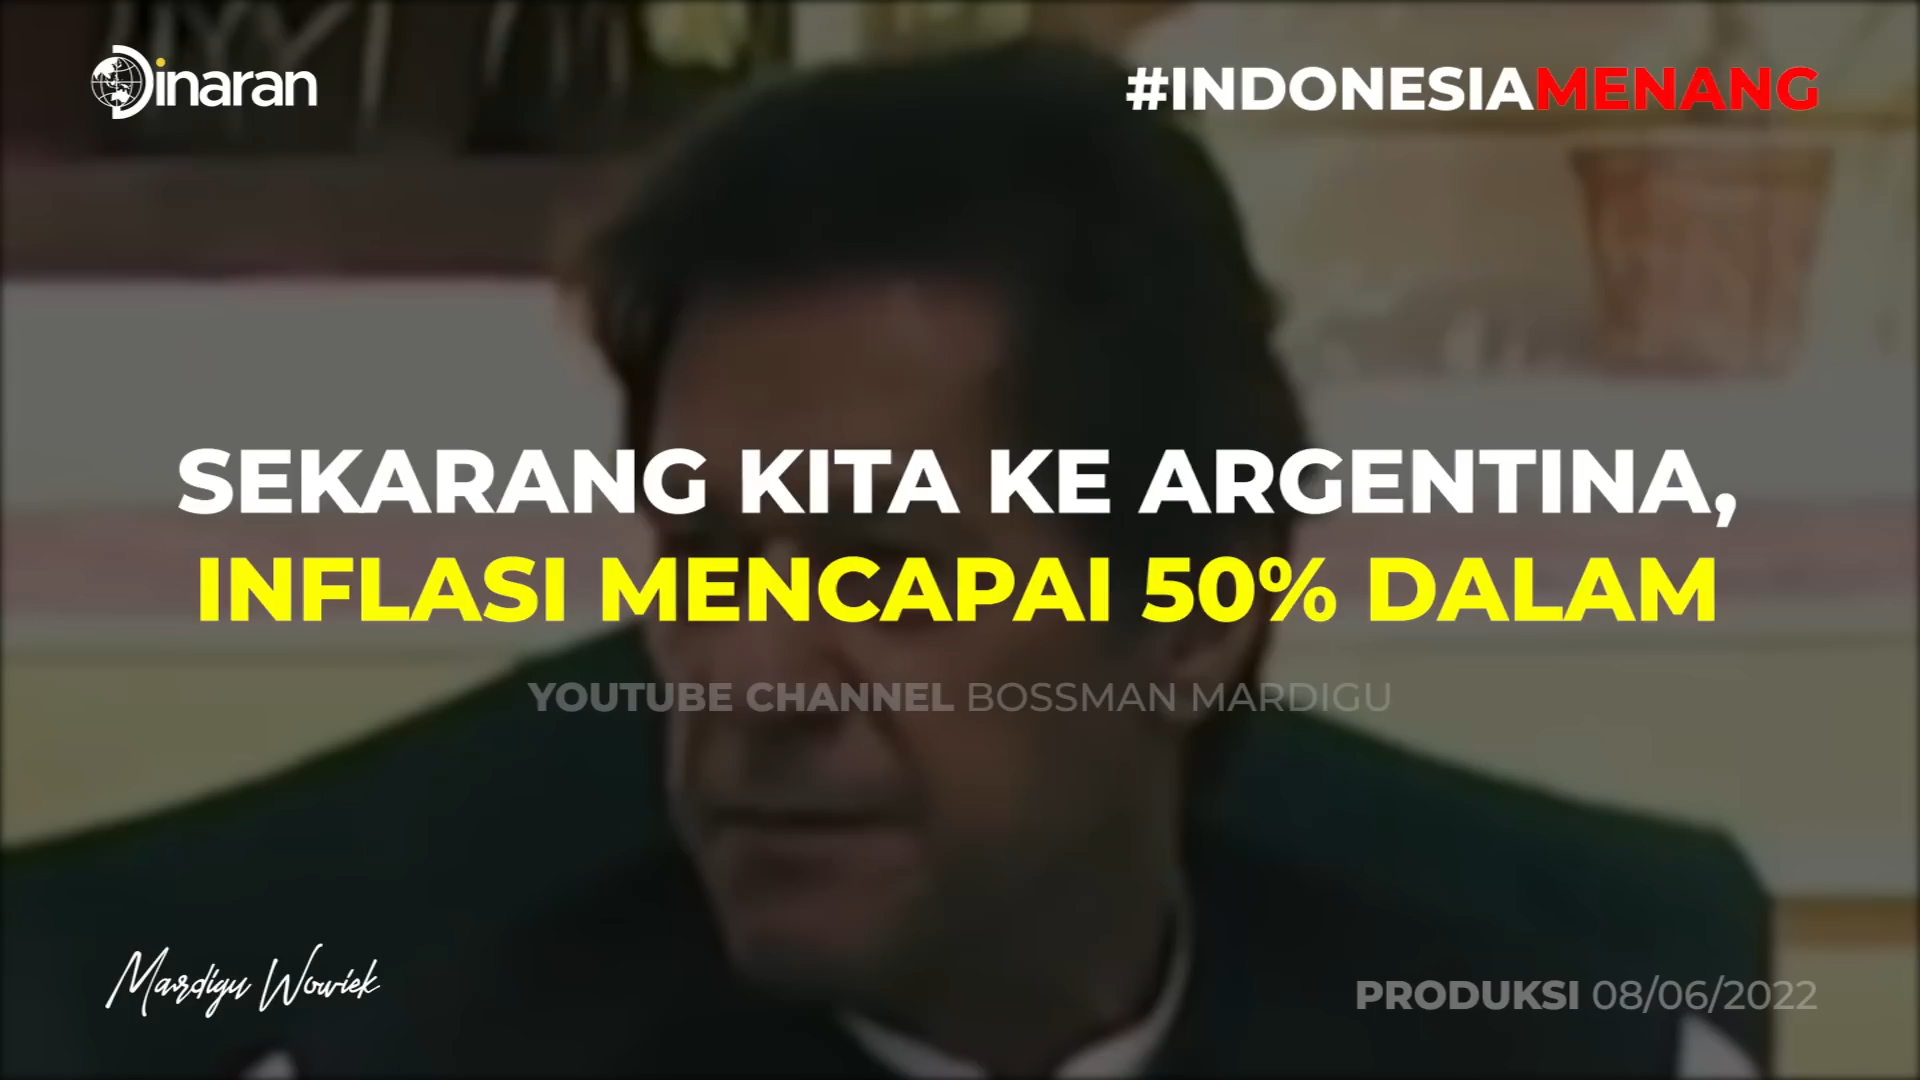 Dinaran
#INDONESIAMENANG
SEKARANG KITA KE ARGENTINA,
INFLASI MENCAPAI 50% DALAM
YOUTUBE CHANNEL BOSSMAN MARDIGU
Mardigu Wowiek
PRODUKSI 08/06/2022